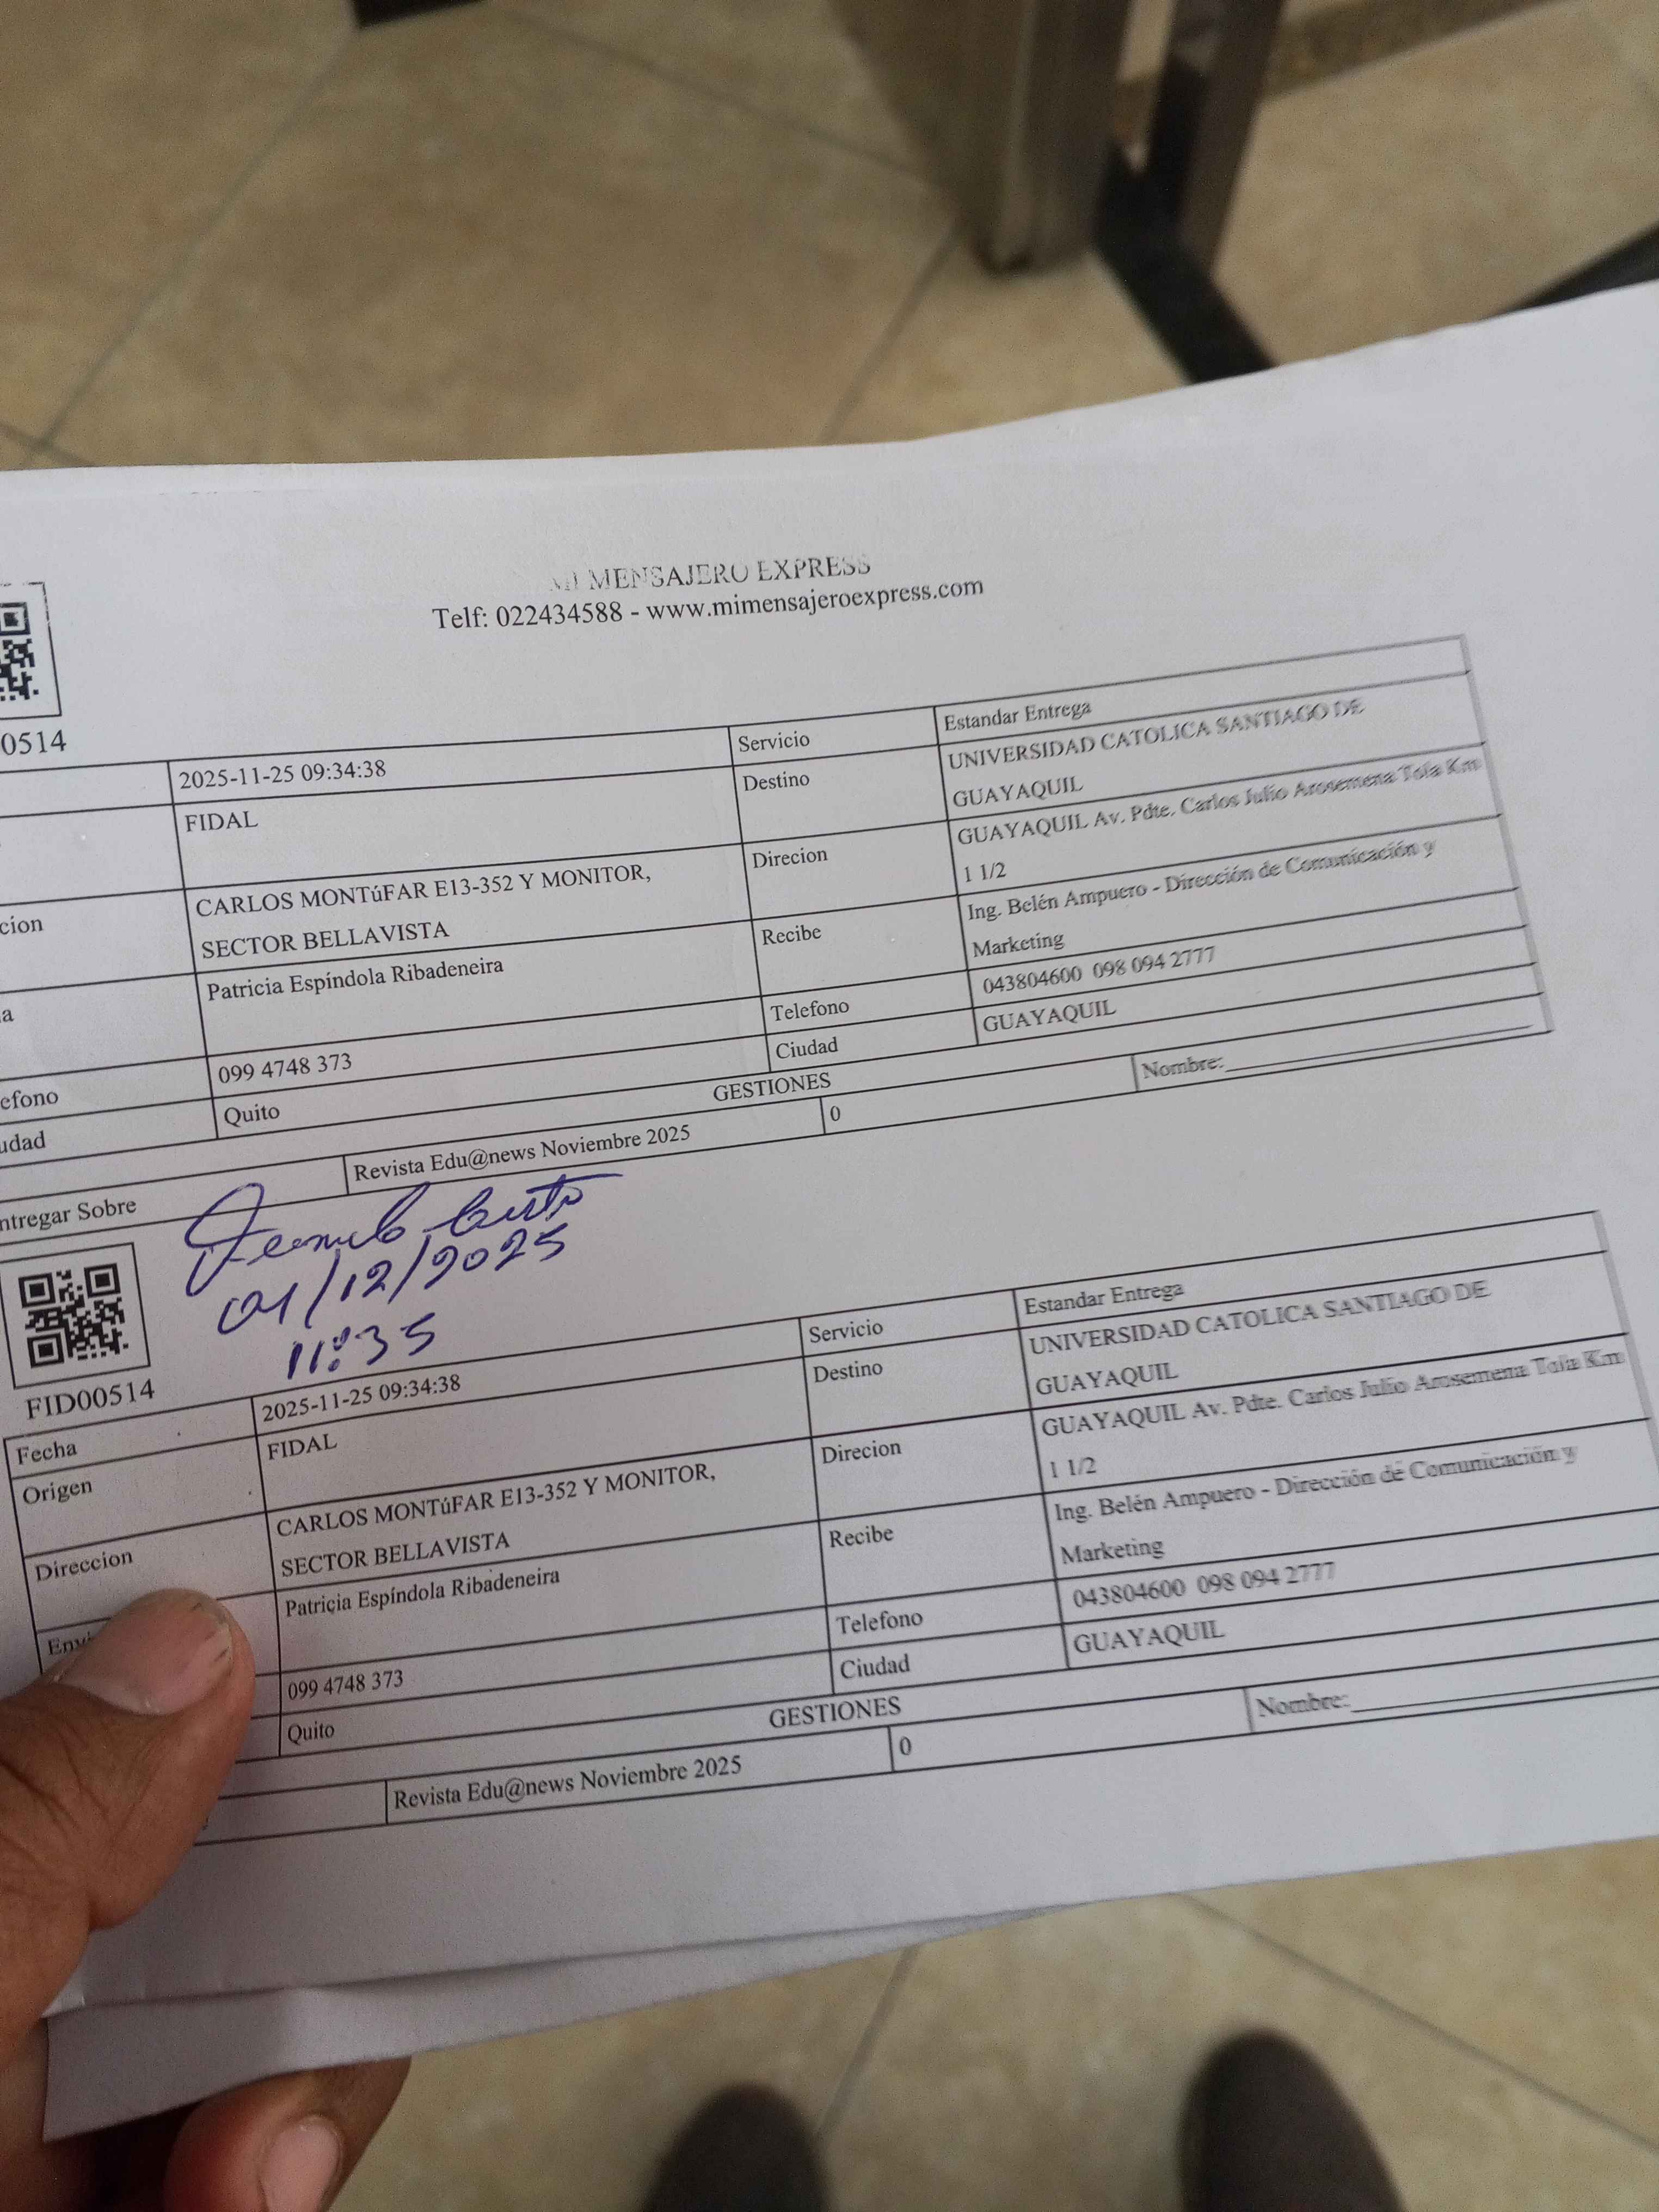 MI MENSAJERO EXPRESS
Telf: 022434588 - www.mimensajeroexpress.com
0514
2025-11-25 09:34:38
Servicio
Estandar Entrega
FIDAL
Destino
UNIVERSIDAD CATOLICA SANTIAGO DE
GUAYAQUIL
cion
CARLOS MONTúFAR E13-352 Y MONITOR,
SECTOR BELLAVISTA
Direcion
GUAYAQUIL Av. Pdte. Carlos Julio Arosemena Tola Km
1 1/2
a
Patricia Espíndola Ribadeneira
Recibe
Ing. Belén Ampuero - Dirección de Comunicación y
Marketing
efono
099 4748 373
Telefono
043804600 098 094 2777
udad
Quito
Ciudad
GUAYAQUIL
GESTIONES
ntregar Sobre
Revista Edu@news Noviembre 2025
0
Nombre:
01/12/2025
11:35
FID00514
Fecha
2025-11-25 09:34:38
Servicio
Estandar Entrega
Origen
FIDAL
Destino
UNIVERSIDAD CATOLICA SANTIAGO DE
GUAYAQUIL
Direccion
CARLOS MONTúFAR E13-352 Y MONITOR,
SECTOR BELLAVISTA
Direcion
GUAYAQUIL Av. Pdte. Carlos Julio Arosemena Tola Km
1 1/2
Envi
Patricia Espíndola Ribadeneira
Recibe
Ing. Belén Ampuero - Dirección de Comunicación y
Marketing
099 4748 373
Telefono
043804600 098 094 2777
Quito
Ciudad
GUAYAQUIL
GESTIONES
Revista Edu@news Noviembre 2025
0
Nombre: